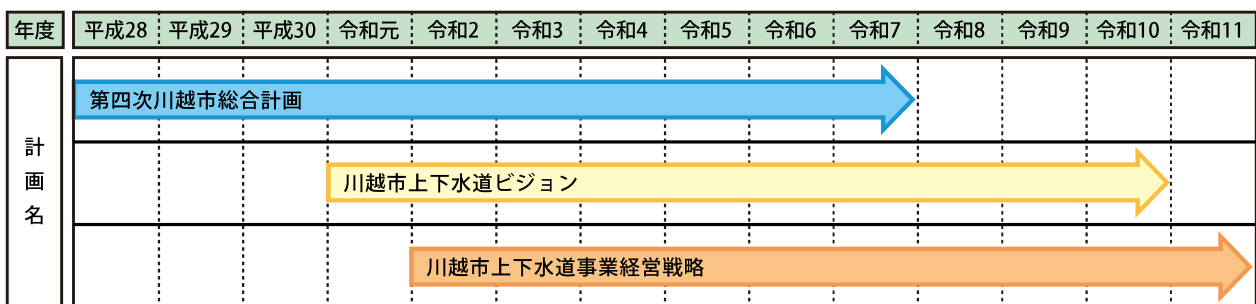 年度 平成28 平成29 平成30 令和元 令和2 令和3 令和4 令和5 令和6 令和7 令和8 令和9 令和10 令和11
計画名
第四次川越市総合計画
川越市上下水道ビジョン
川越市上下水道事業経営戦略